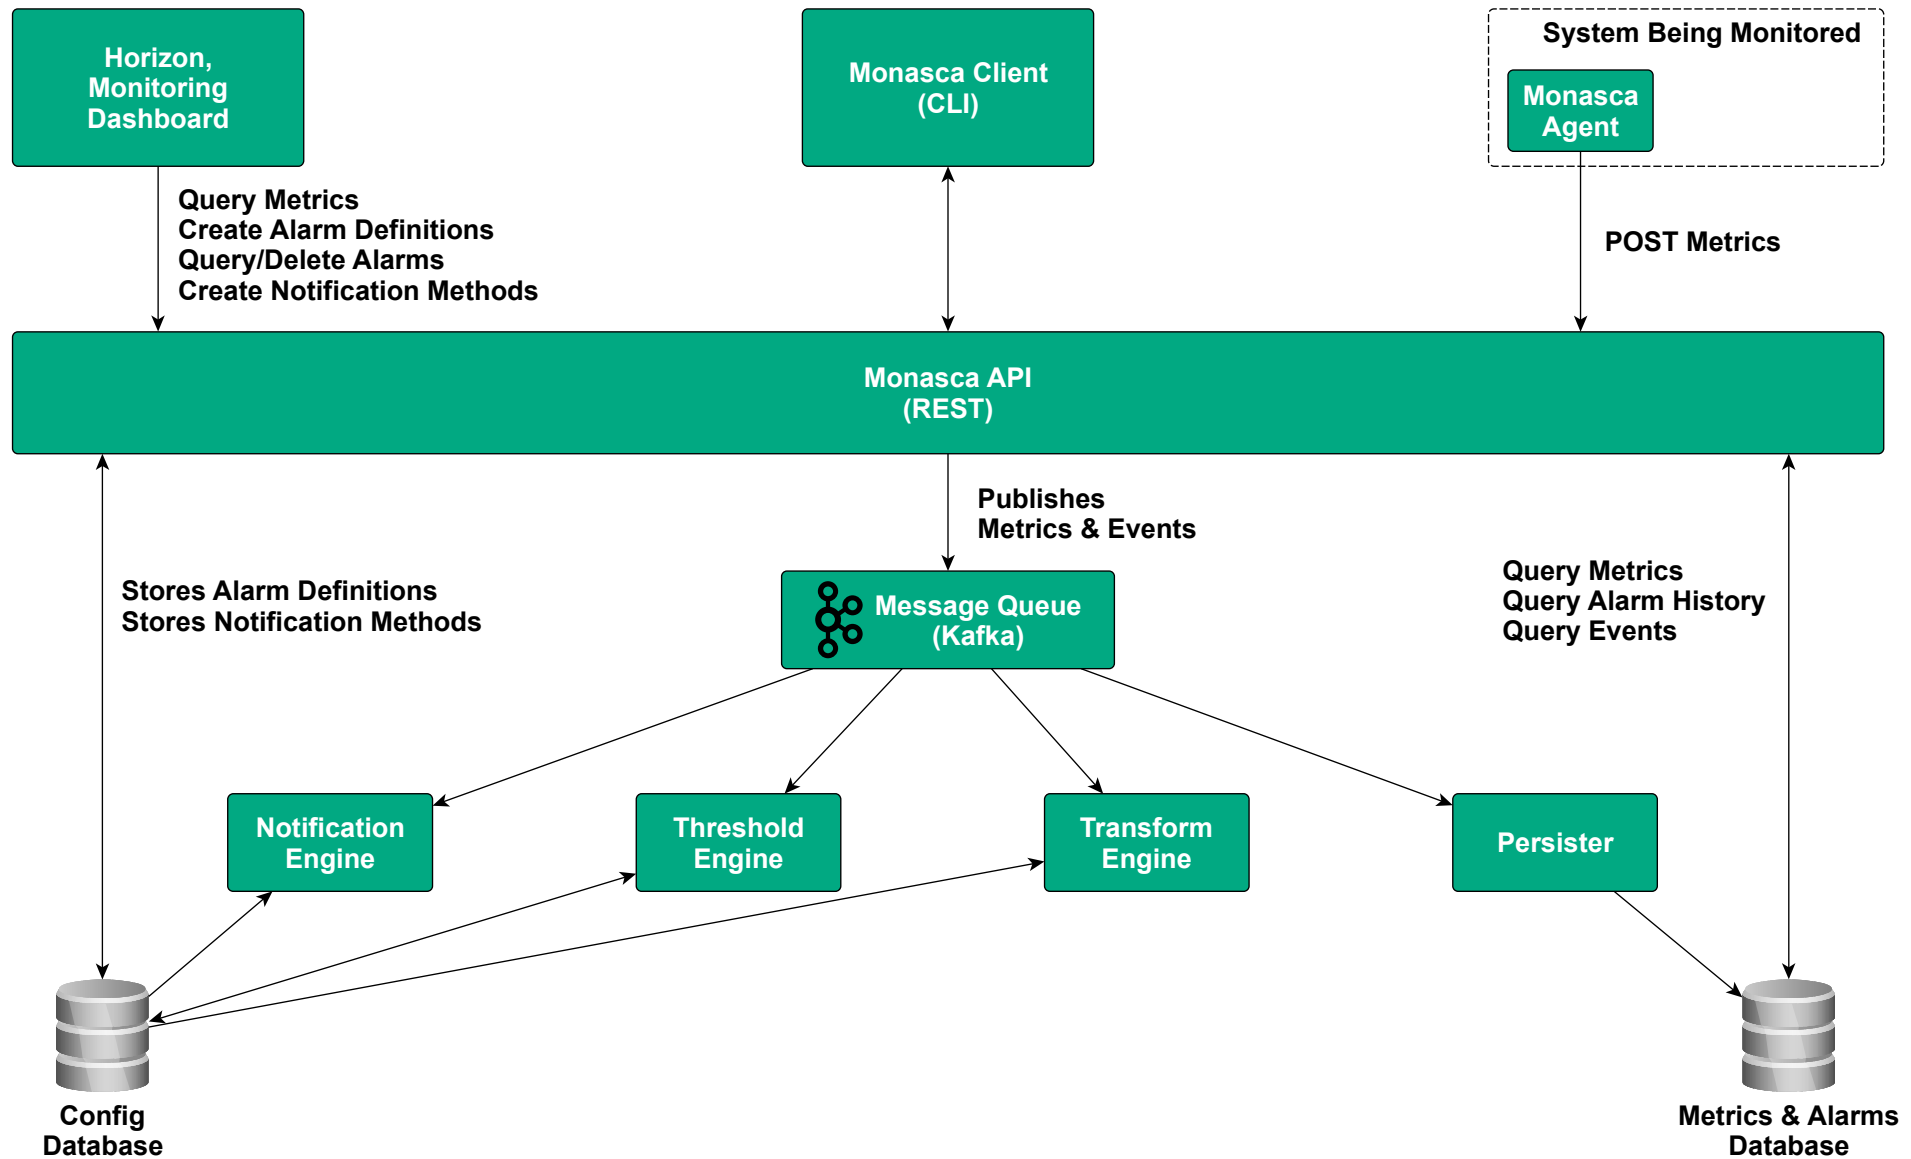 Horizon,
Monitoring
Dashboard
Monasca Client
(CLI)
System Being Monitored
Monasca
Agent
Query Metrics
Create Alarm Definitions
Query/Delete Alarms
Create Notification Methods
POST Metrics
Monasca API
(REST)
Publishes
Metrics & Events
Stores Alarm Definitions
Stores Notification Methods
Message Queue
(Kafka)
Query Metrics
Query Alarm History
Query Events
Notification
Engine
Threshold
Engine
Transform
Engine
Persister
Config
Database
Metrics & Alarms
Database